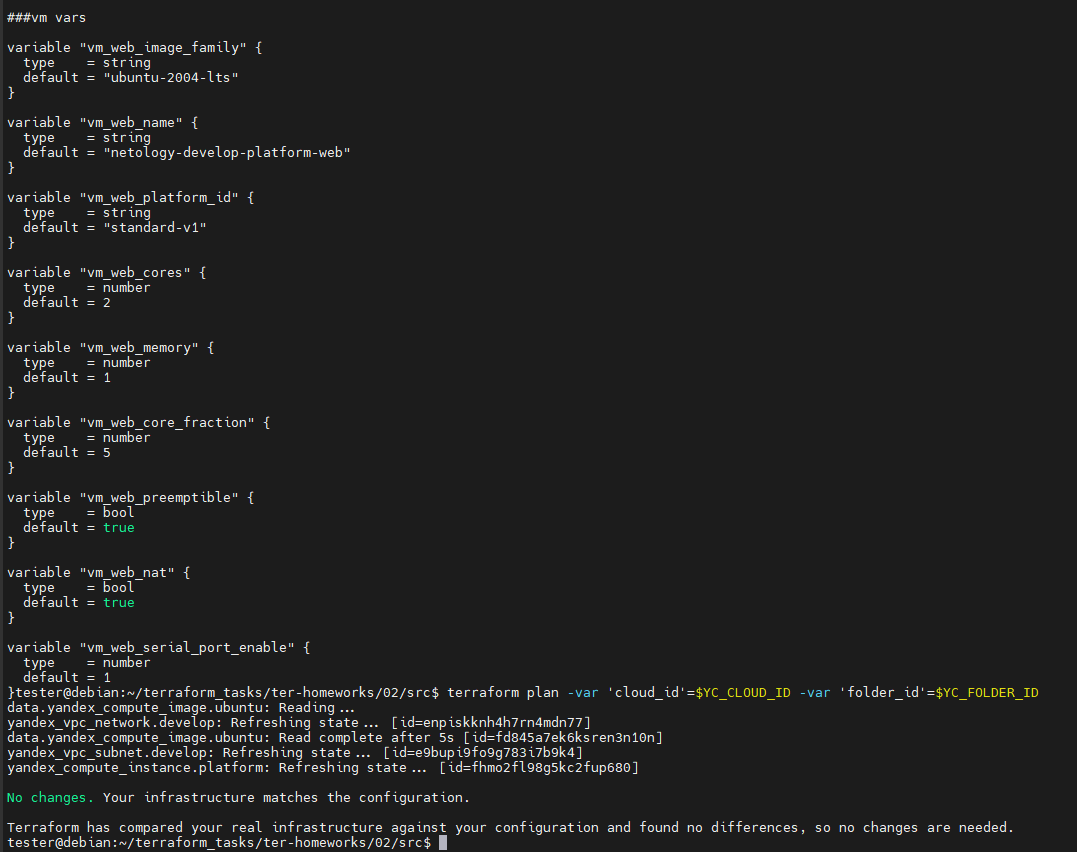 ###vm vars

variable "vm_web_image_family" {
  type    = string
  default = "ubuntu-2004-lts"
}

variable "vm_web_name" {
  type    = string
  default = "netology-develop-platform-web"
}

variable "vm_web_platform_id" {
  type    = string
  default = "standard-v1"
}

variable "vm_web_cores" {
  type    = number
  default = 2
}

variable "vm_web_memory" {
  type    = number
  default = 1
}

variable "vm_web_core_fraction" {
  type    = number
  default = 5
}

variable "vm_web_preemptible" {
  type    = bool
  default = true
}

variable "vm_web_nat" {
  type    = bool
  default = true
}

variable "vm_web_serial_port_enable" {
  type    = number
  default = 1
}tester@debian:~/terraform_tasks/ter-homeworks/02/src$ terraform plan -var 'cloud_id'=$YC_CLOUD_ID -var 'folder_id'=$YC_FOLDER_ID
data.yandex_compute_image.ubuntu: Reading...
yandex_vpc_network.develop: Refreshing state... [id=enpiskknh4h7rn4mdn77]
data.yandex_compute_image.ubuntu: Read complete after 5s [id=fd845a7ek6ksren3n10n]
yandex_vpc_subnet.develop: Refreshing state... [id=e9bupi9fo9g783i7b9k4]
yandex_compute_instance.platform: Refreshing state... [id=fhmo2fl98g5kc2fup680]

No changes. Your infrastructure matches the configuration.

Terraform has compared your real infrastructure against your configuration and found no differences, so no changes are needed.
tester@debian:~/terraform_tasks/ter-homeworks/02/src$